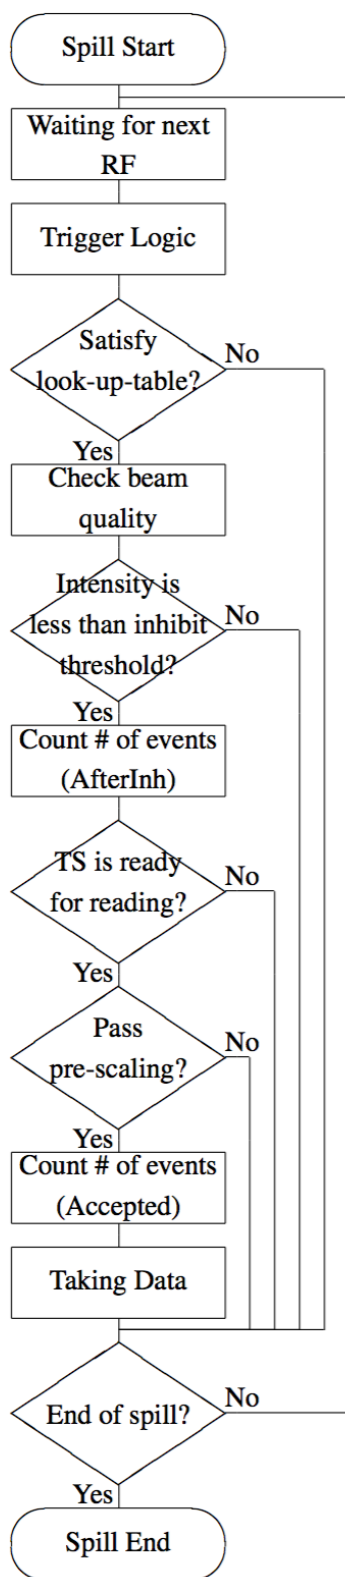 Spill Start
Waiting for next
RF
Trigger Logic
Satisfy
look-up-table?
No
Yes
Check beam
quality
Intensity is
less than inhibit
threshold?
No
Yes
Count # of events
(AfterInh)
TS is ready
for reading?
No
Yes
Pass
pre-scaling?
No
Yes
Count # of events
(Accepted)
Taking Data
End of spill?
No
Yes
Spill End